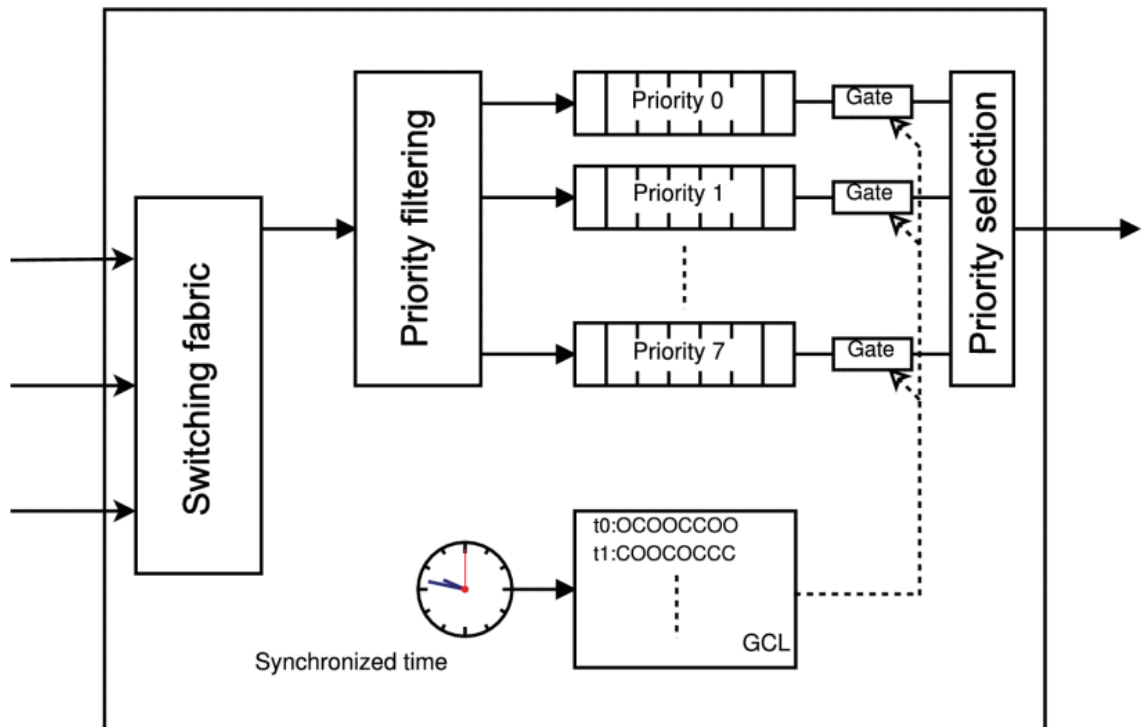 Switching fabric
Priority filtering
Priority 0
Gate
Priority 1
Gate
Priority 7
Gate
Priority selection
t0:OCOOCCOO
t1:COOCOCCC
GCL
Synchronized time